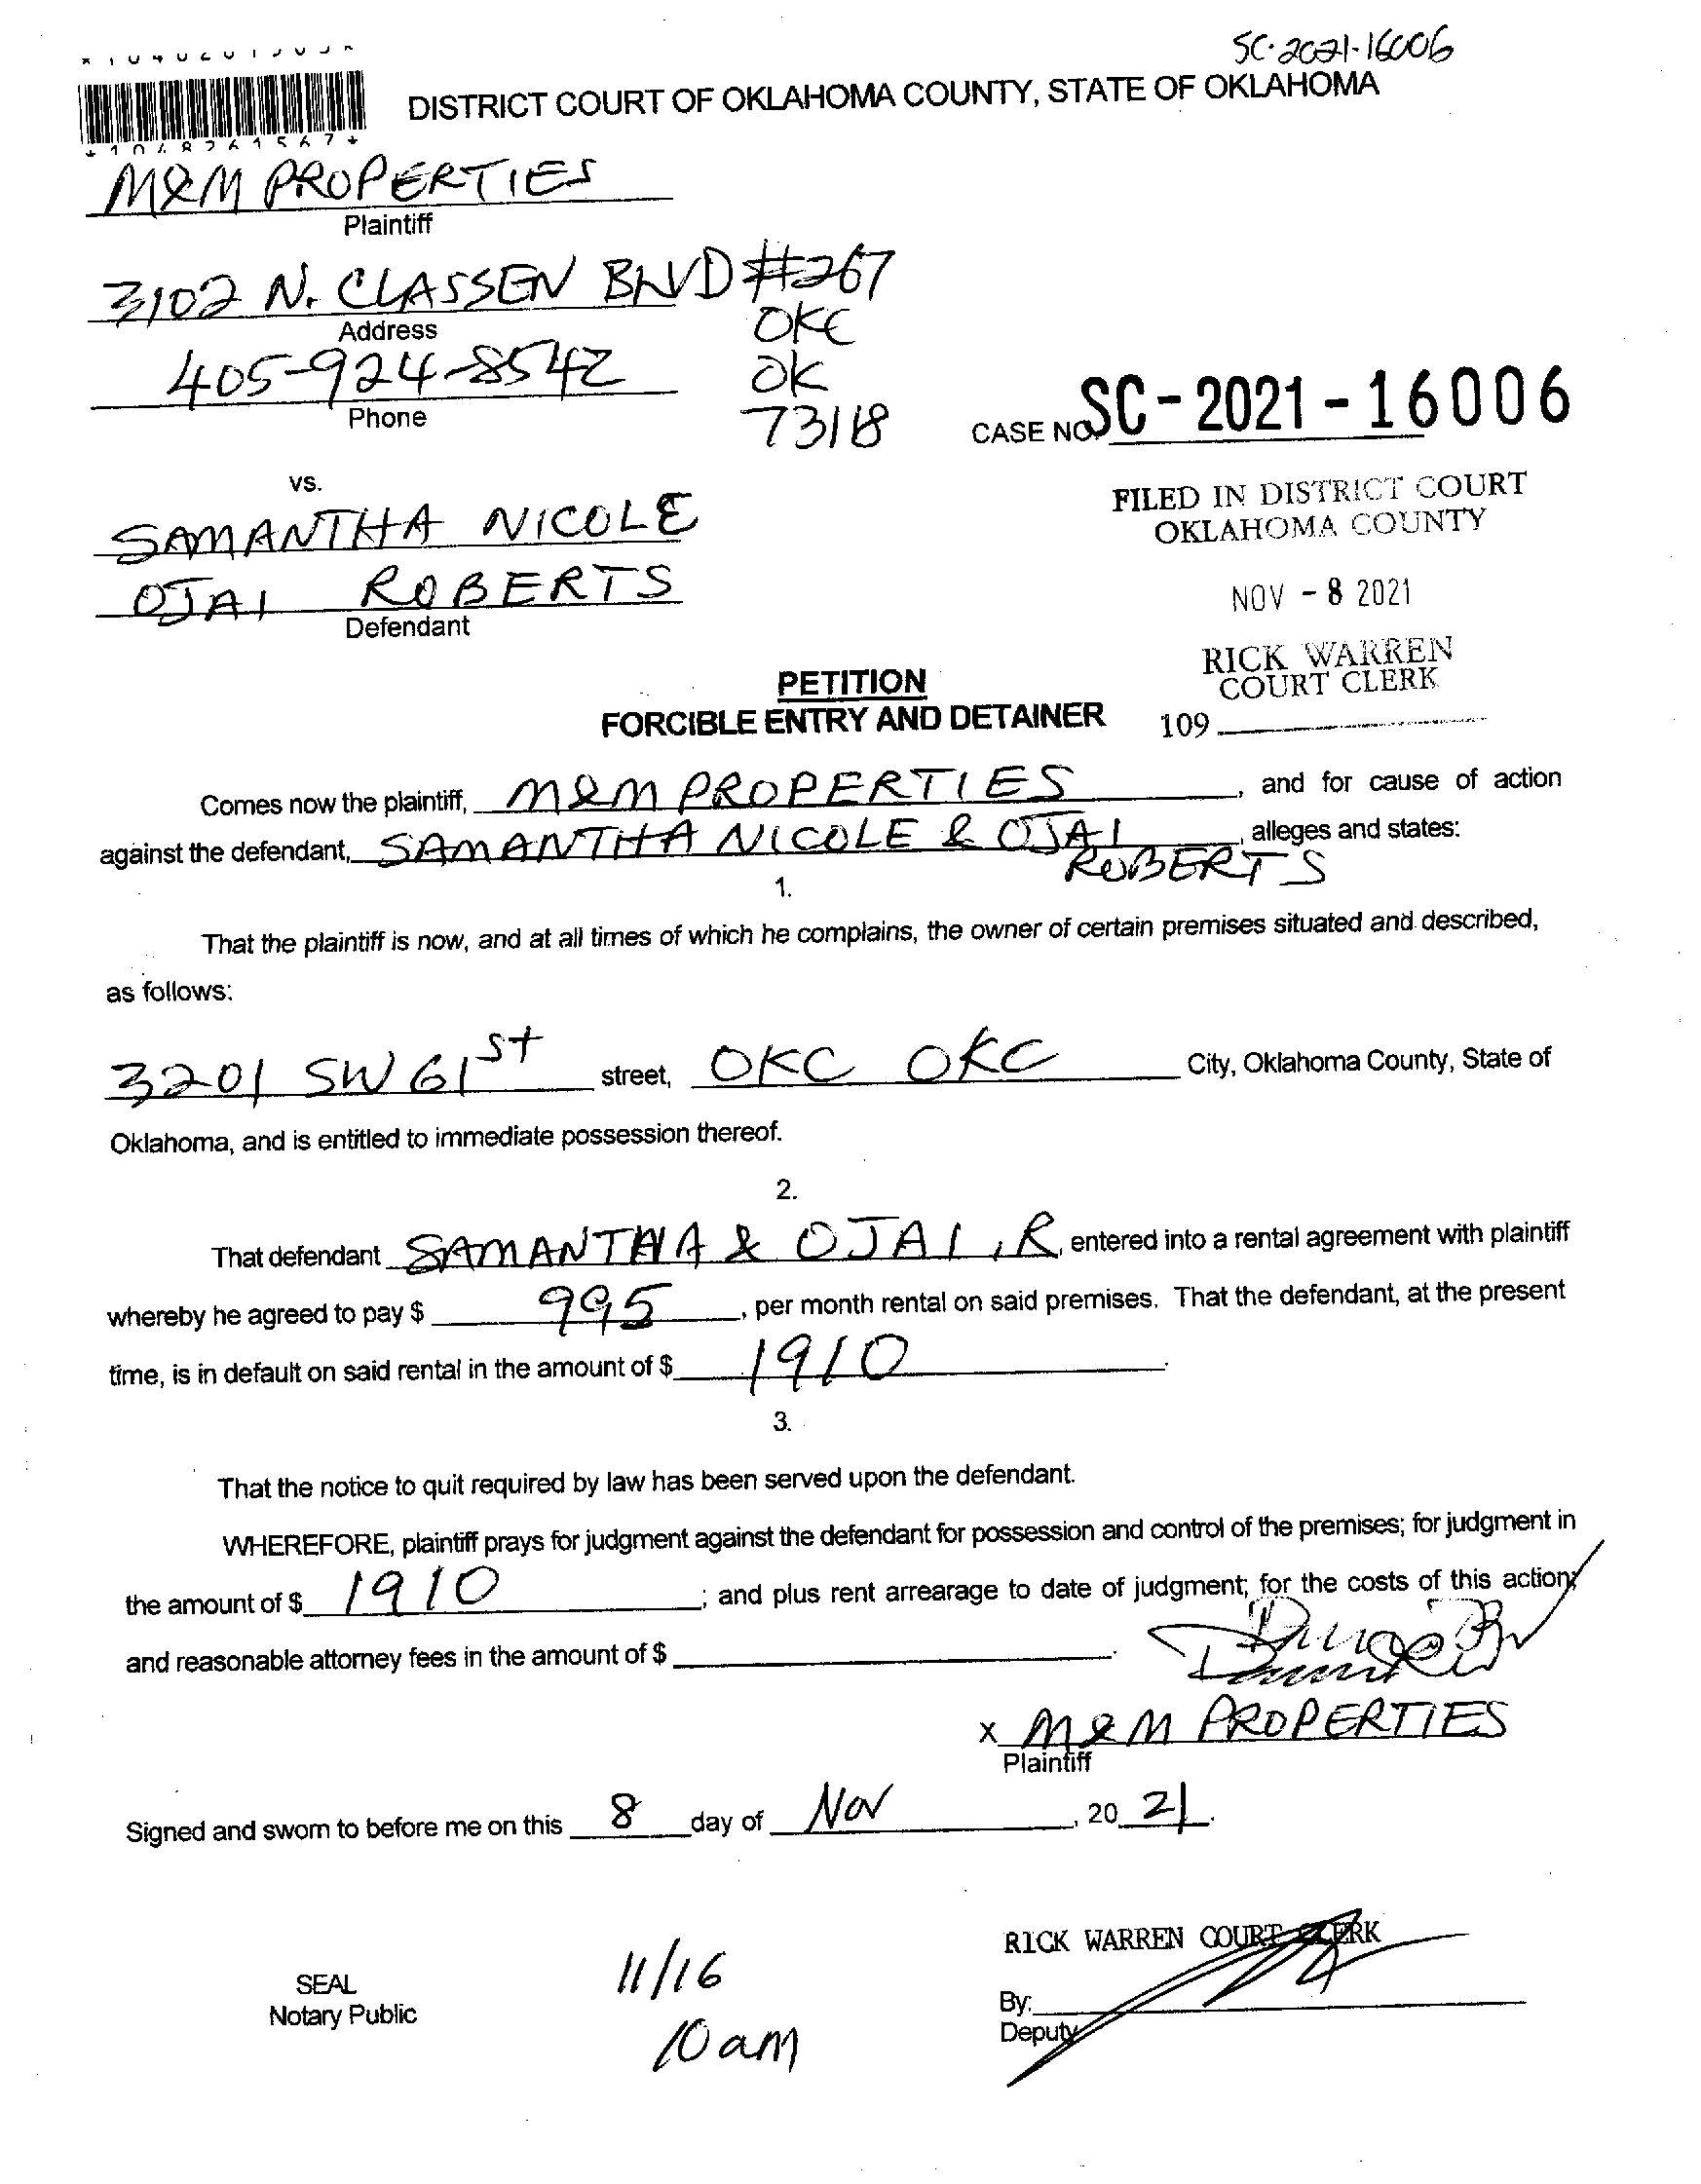 SC-2021-16006
DISTRICT COURT OF OKLAHOMA COUNTY, STATE OF OKLAHOMA
*1048261567*
M&M PROPERTIES
Plaintiff
3102 N. CLASSEN BLVD #267
Address
OKC
405-924-8542
OK
Phone
73118
CASE NO. SC-2021-16006
vs.
FILED IN DISTRICT COURT
OKLAHOMA COUNTY
SAMANTHA NICOLE
OJAI ROBERTS
NOV - 8 2021
Defendant
RICK WARREN
COURT CLERK
PETITION
FORCIBLE ENTRY AND DETAINER
109
Comes now the plaintiff, M&M PROPERTIES, and for cause of action
against the defendant, SAMANTHA NICOLE & OJAI, alleges and states:
ROBERTS
1.
That the plaintiff is now, and at all times of which he complains, the owner of certain premises situated and described,
as follows:
3201 SW 61st street, OKC OKC City, Oklahoma County, State of
Oklahoma, and is entitled to immediate possession thereof.
2.
That defendant SAMANTHA & OJAI, R, entered into a rental agreement with plaintiff
whereby he agreed to pay $ 995, per month rental on said premises. That the defendant, at the present
time, is in default on said rental in the amount of $ 1910.
3.
That the notice to quit required by law has been served upon the defendant.
WHEREFORE, plaintiff prays for judgment against the defendant for possession and control of the premises; for judgment in
the amount of $ 1910; and plus rent arrearage to date of judgment; for the costs of this action;
and reasonable attorney fees in the amount of $
x M&M PROPERTIES
Plaintiff
Signed and sworn to before me on this 8 day of Nov, 20 21.
RICK WARREN COURT CLERK
11/16
SEAL
Notary Public
By:
Deputy
10 am